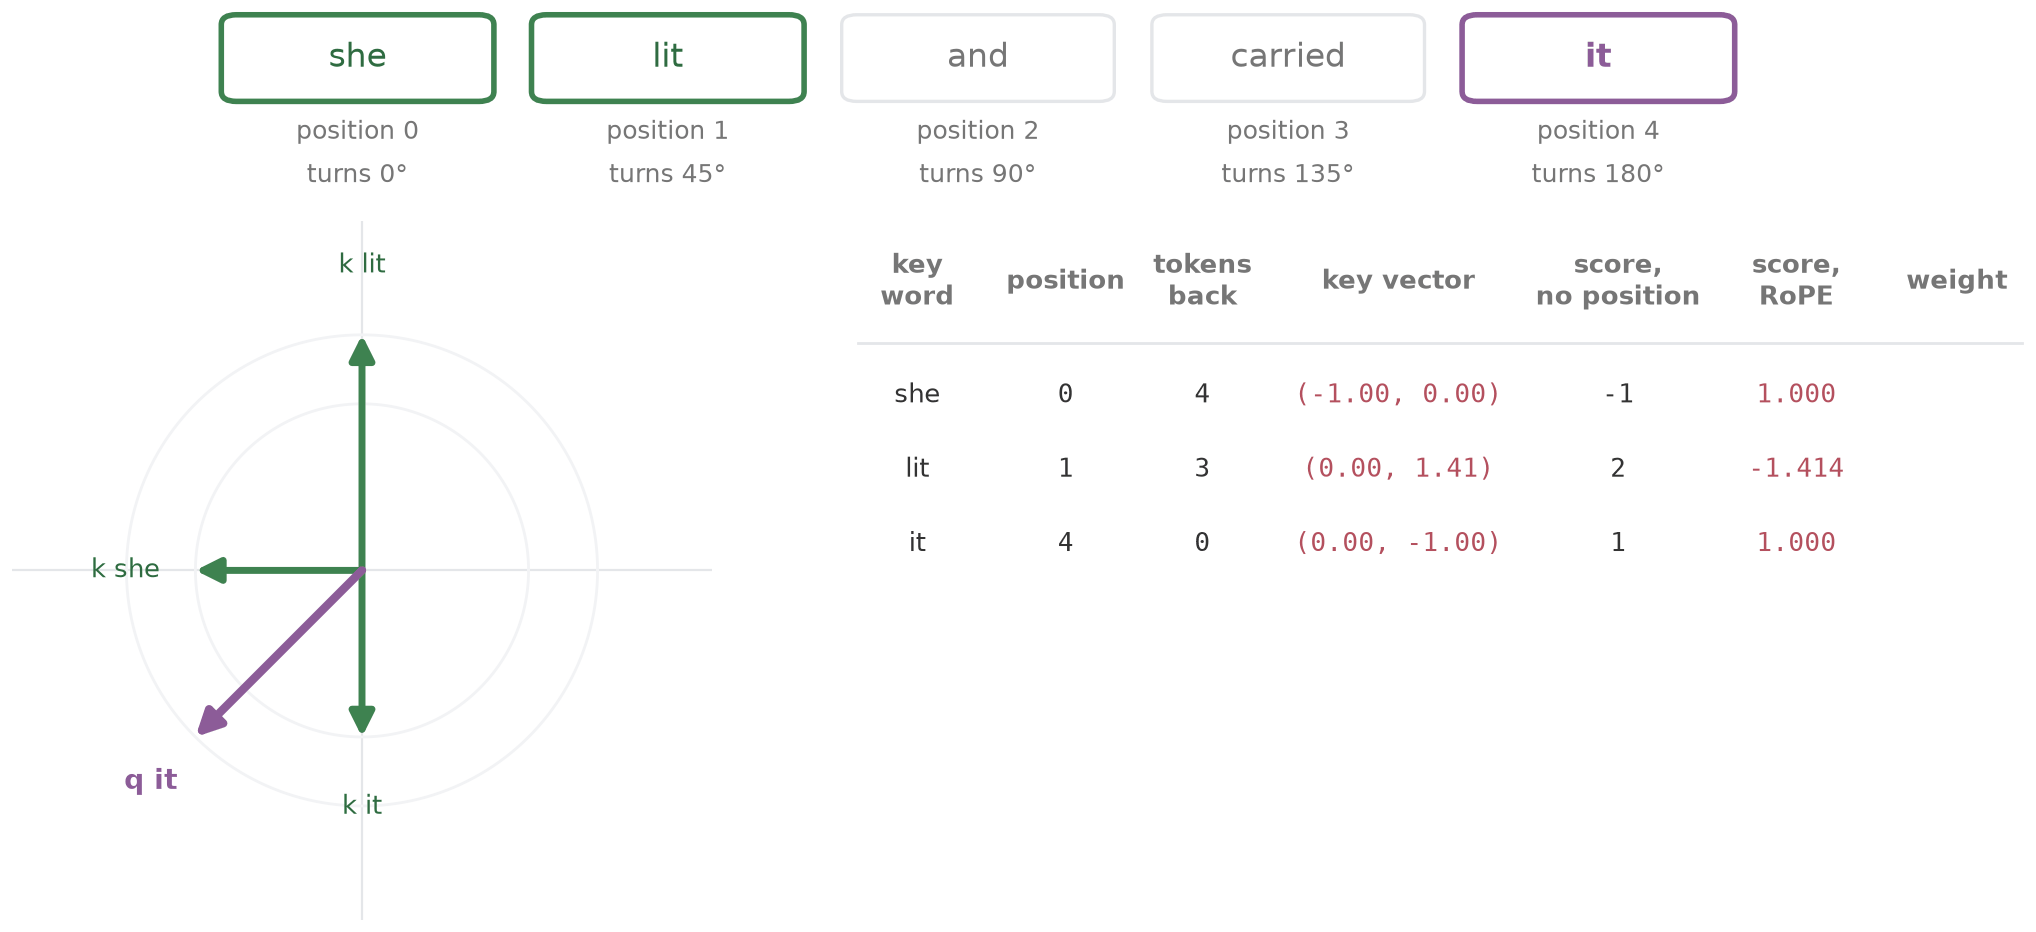 she lit and carried it
position 0 position 1 position 2 position 3 position 4
turns 0° turns 45° turns 90° turns 135° turns 180°
k lit
k she
q it
k it
key word position tokens back key vector score, no position score, RoPE weight
she 0 4 (-1.00, 0.00) -1 1.000
lit 1 3 (0.00, 1.41) 2 -1.414
it 4 0 (0.00, -1.00) 1 1.000